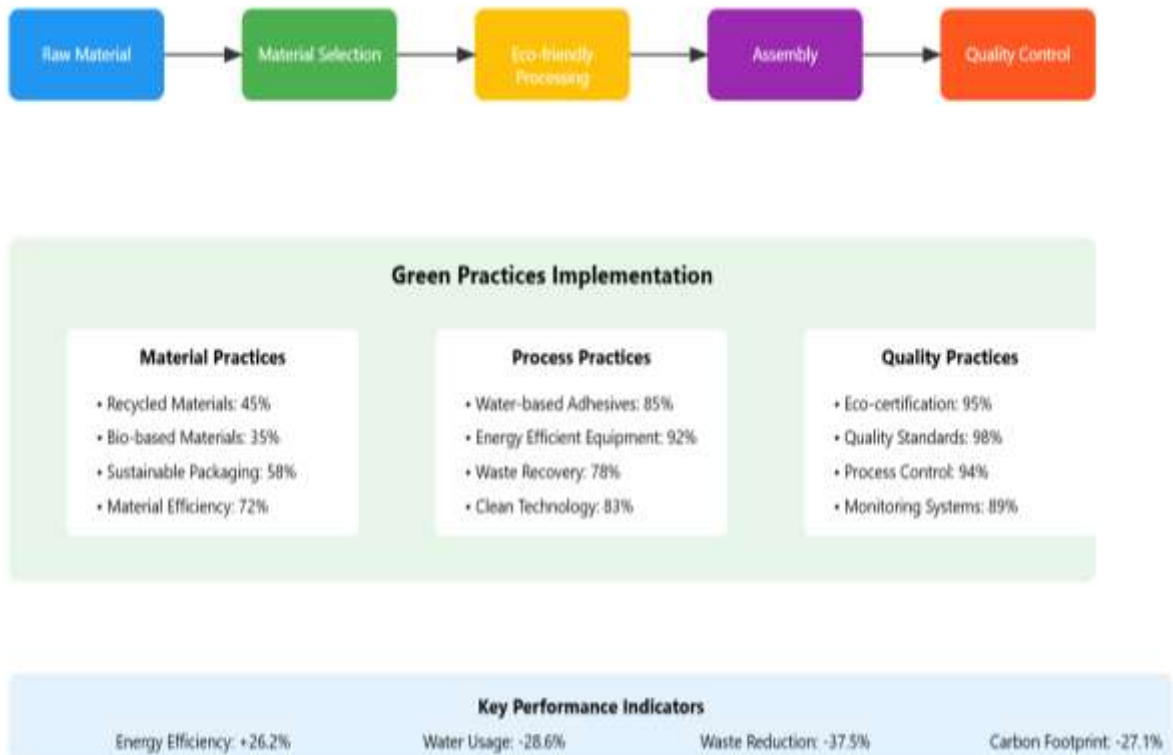 Raw Material
Material Selection
Eco-friendly
Processing
Assembly
Quality Control
Green Practices Implementation
Material Practices
• Recycled Materials: 45%
• Bio-based Materials: 35%
• Sustainable Packaging: 58%
• Material Efficiency: 72%
Process Practices
• Water-based Adhesives: 85%
• Energy Efficient Equipment: 92%
• Waste Recovery: 78%
• Clean Technology: 83%
Quality Practices
• Eco-certification: 95%
• Quality Standards: 98%
• Process Control: 94%
• Monitoring Systems: 89%
Key Performance Indicators
Energy Efficiency: +26.2%
Water Usage: -28.6%
Waste Reduction: -37.5%
Carbon Footprint: -27.1%